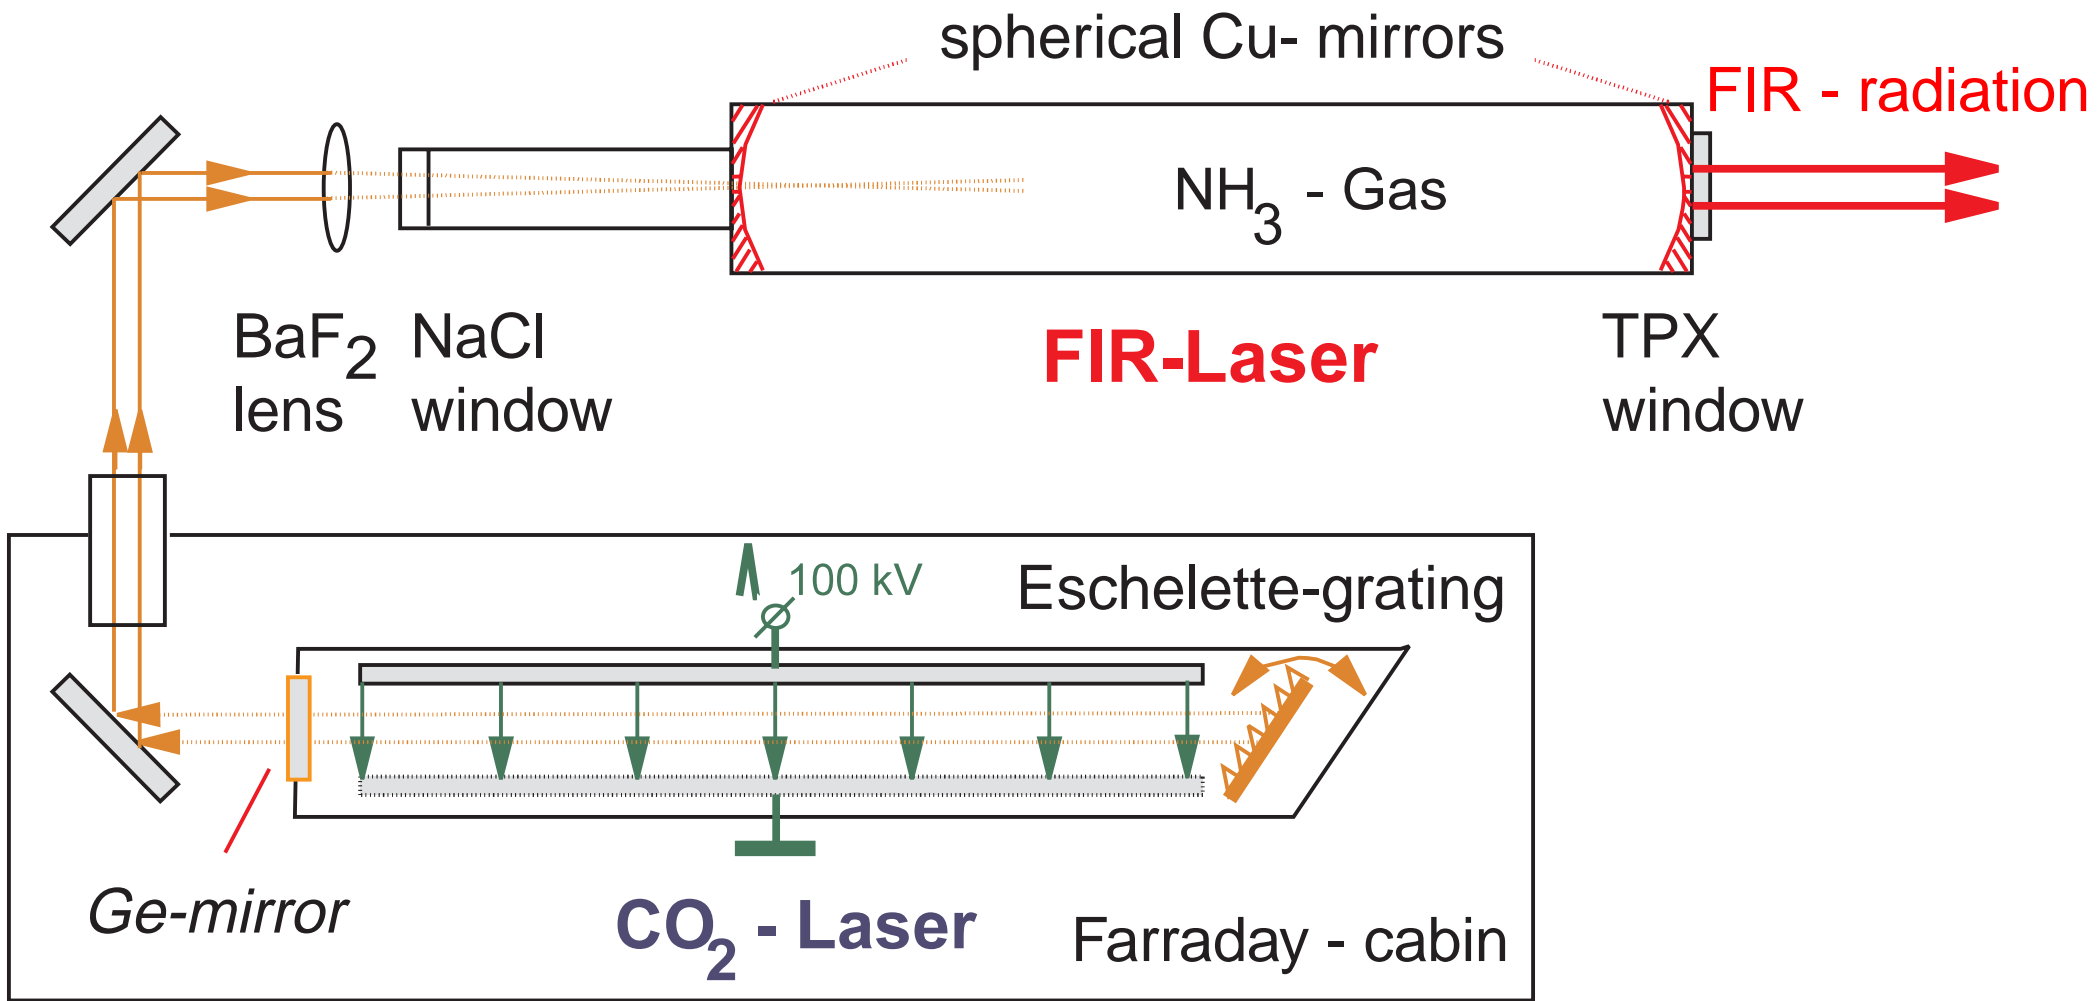 spherical Cu- mirrors
FIR - radiation
NH3 - Gas
BaF2
lens
NaCl
window
FIR-Laser
TPX
window
100 kV
Eschelette-grating
Ge-mirror
CO2 - Laser
Farraday - cabin